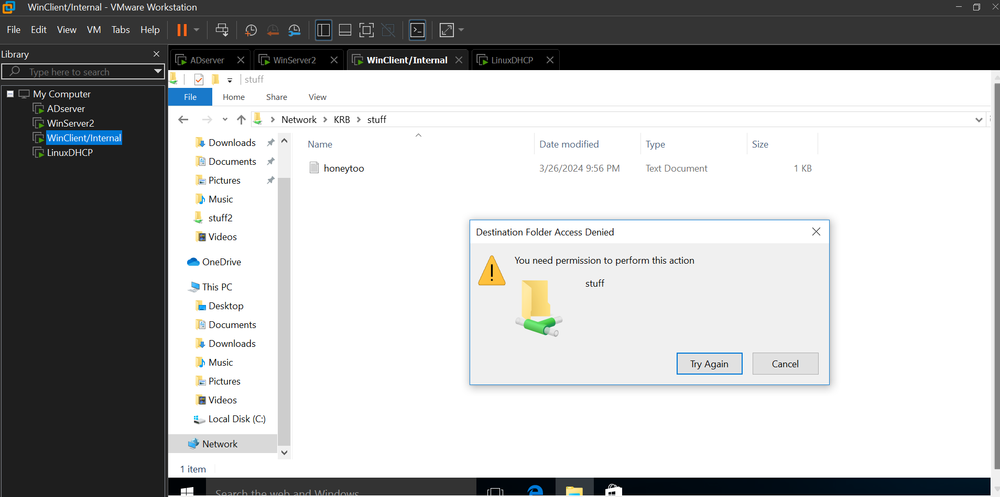 WinClient/Internal - VMware Workstation
File Edit View VM Tabs Help
Library
Type here to search
My Computer
ADserver
WinServer2
WinClient/Internal
LinuxDHCP
ADserver WinServer2 WinClient/Internal LinuxDHCP
stuff
File Home Share View
Network KRB stuff
Downloads
Documents
Pictures
Music
stuff2
Videos
OneDrive
This PC
Desktop
Documents
Downloads
Music
Pictures
Videos
Local Disk (C:)
Network
Name Date modified Type Size
honeytoo 3/26/2024 9:56 PM Text Document 1 KB
Destination Folder Access Denied
You need permission to perform this action
stuff
Try Again Cancel
1 item
Search the web and Windows